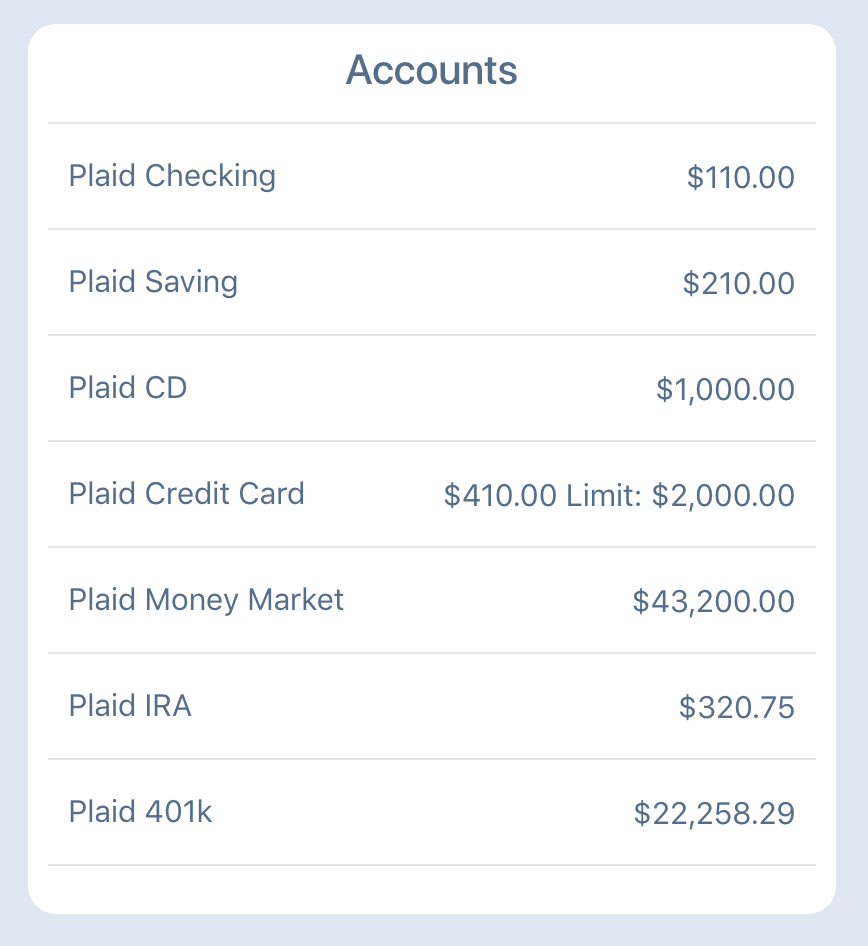 Accounts
Plaid Checking $110.00
Plaid Saving $210.00
Plaid CD $1,000.00
Plaid Credit Card $410.00 Limit: $2,000.00
Plaid Money Market $43,200.00
Plaid IRA $320.75
Plaid 401k $22,258.29